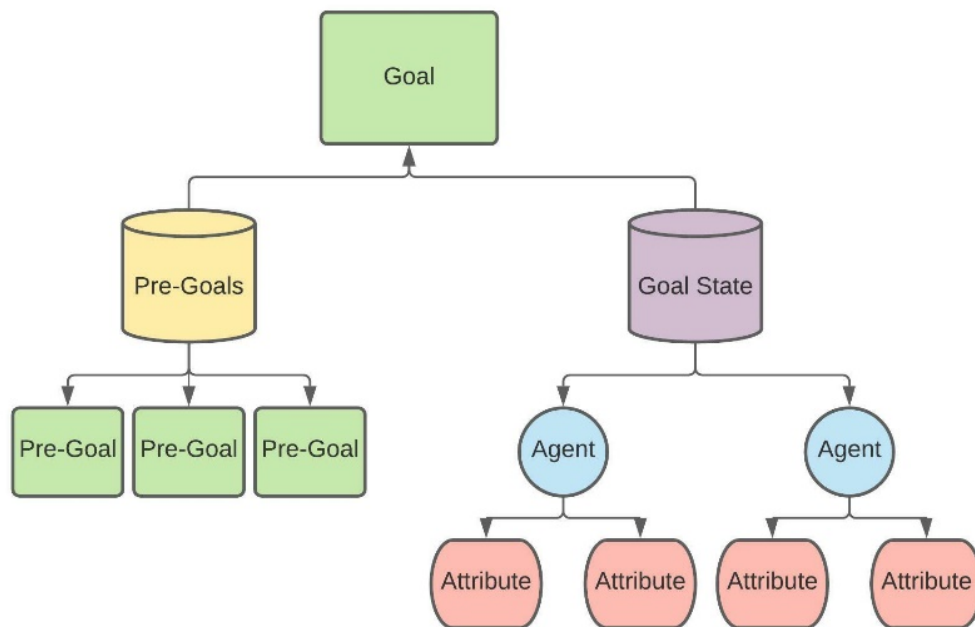 Goal
Pre-Goals
Goal State
Pre-Goal
Pre-Goal
Pre-Goal
Agent
Agent
Attribute
Attribute
Attribute
Attribute